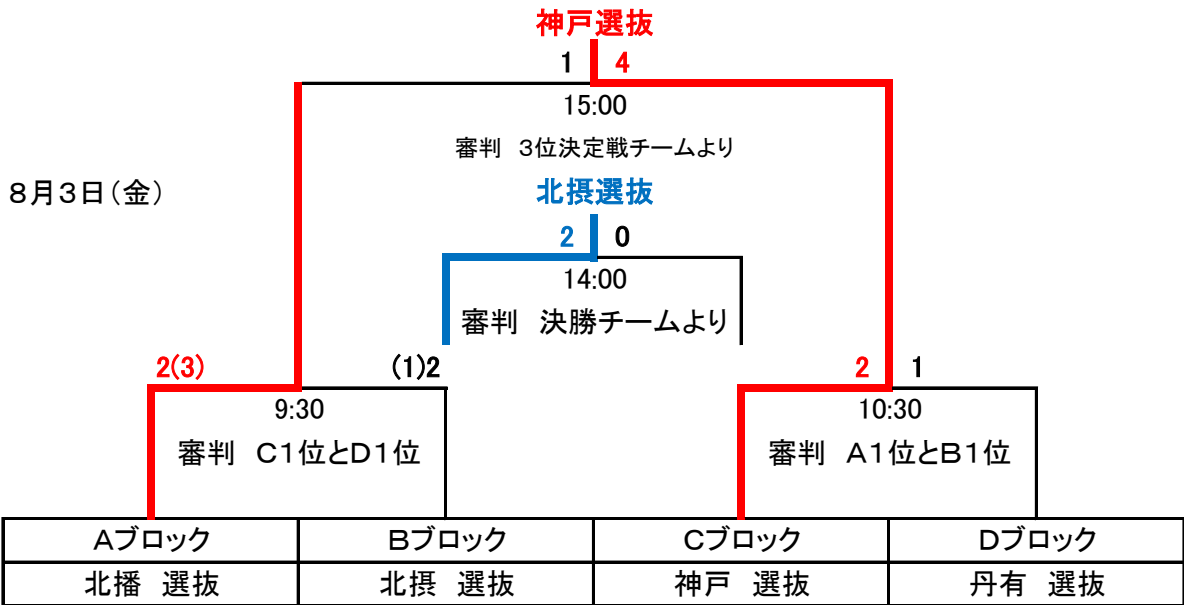 神戸選抜
1 4
15:00
審判 3位決定戦チームより
8月3日(金)
北摂選抜
2 0
14:00
審判 決勝チームより
2(3) (1)2 2 1
9:30 10:30
審判 C1位とD1位 審判 A1位とB1位
Aブロック Bブロック Cブロック Dブロック
北播 選抜 北摂 選抜 神戸 選抜 丹有 選抜